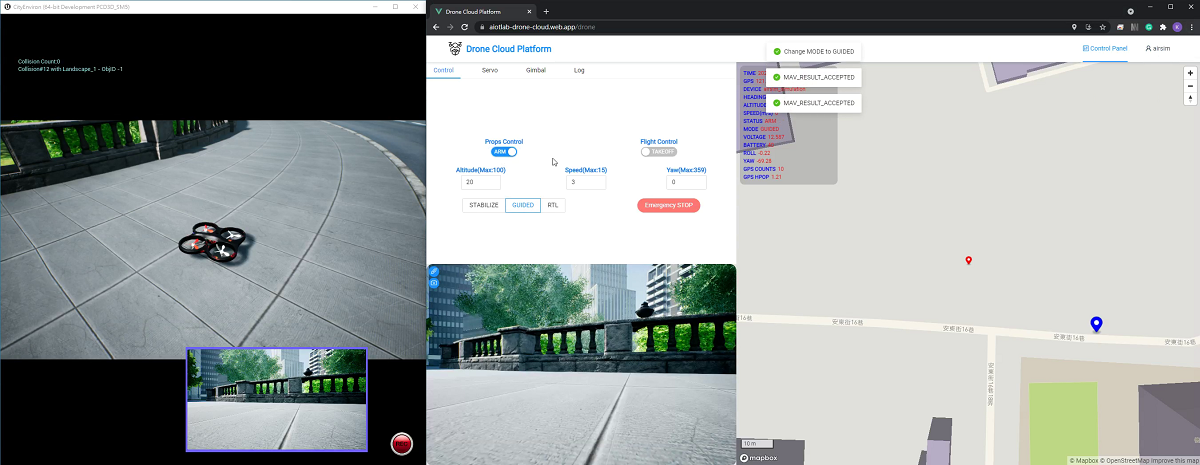 CityEnviron (64-bit Development PCD3D_SM5)
Collision Count:0
Collision#12 with Landscape_1 - ObjID -1
REC
Drone Cloud Platform
aiotlab-drone-cloud.web.app/drone
Drone Cloud Platform
Control Panel
airsim
Control
Servo
Gimbal
Log
Change MODE to GUIDED
MAV_RESULT_ACCEPTED
MAV_RESULT_ACCEPTED
Props Control
ARM
Flight Control
TAKEOFF
Altitude(Max:100)
20
Speed(Max:15)
3
Yaw(Max:359)
0
STABILIZE
GUIDED
RTL
Emergency STOP
TIME
GPS 121
DEVICE
HEADING
ALTITUDE
STATUS ARM
MODE GUIDED
VOLTAGE 12.587
BATTERY
ROLL -0.22
YAW -69.28
GPS COUNTS 10
GPS HPOP 1.21
安東街16巷
安東街16巷
安東街16巷
安東街16巷
10 m
mapbox
© Mapbox © OpenStreetMap Improve this map